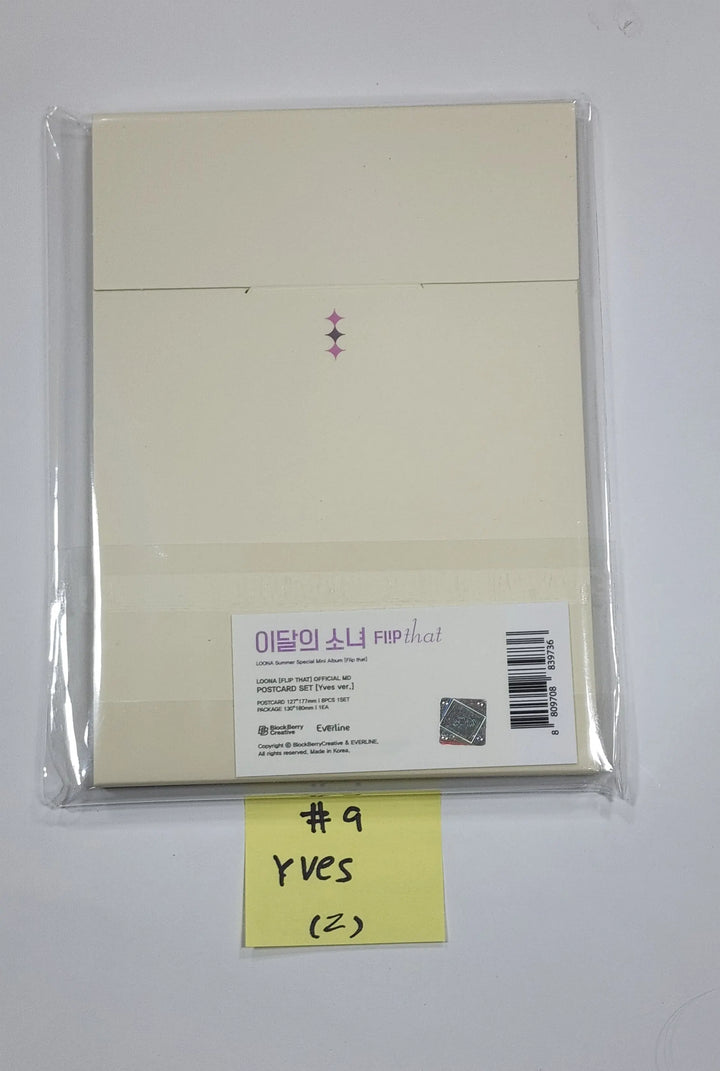 이달의 소녀 FL!P that
LOONA Summer Special Mini Album [Flip that]
LOONA [FLIP THAT] OFFICIAL MD
POSTCARD SET [Yves ver.]
POSTCARD 127*177mm | 8PCS 1SET
PACKAGE 130*180mm | 1EA
BlockBerry
Creative
Everline
Copyright ⓒ BlockBerryCreative & EVERLINE,
All rights reserved. Made in Korea.
8 809708 839736
#9
Yves
(2)